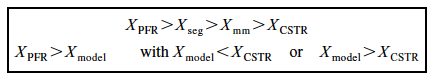 X_PFR > X_seg > X_mm > X_CSTR
X_PFR > X_model with X_model < X_CSTR or X_model > X_CSTR